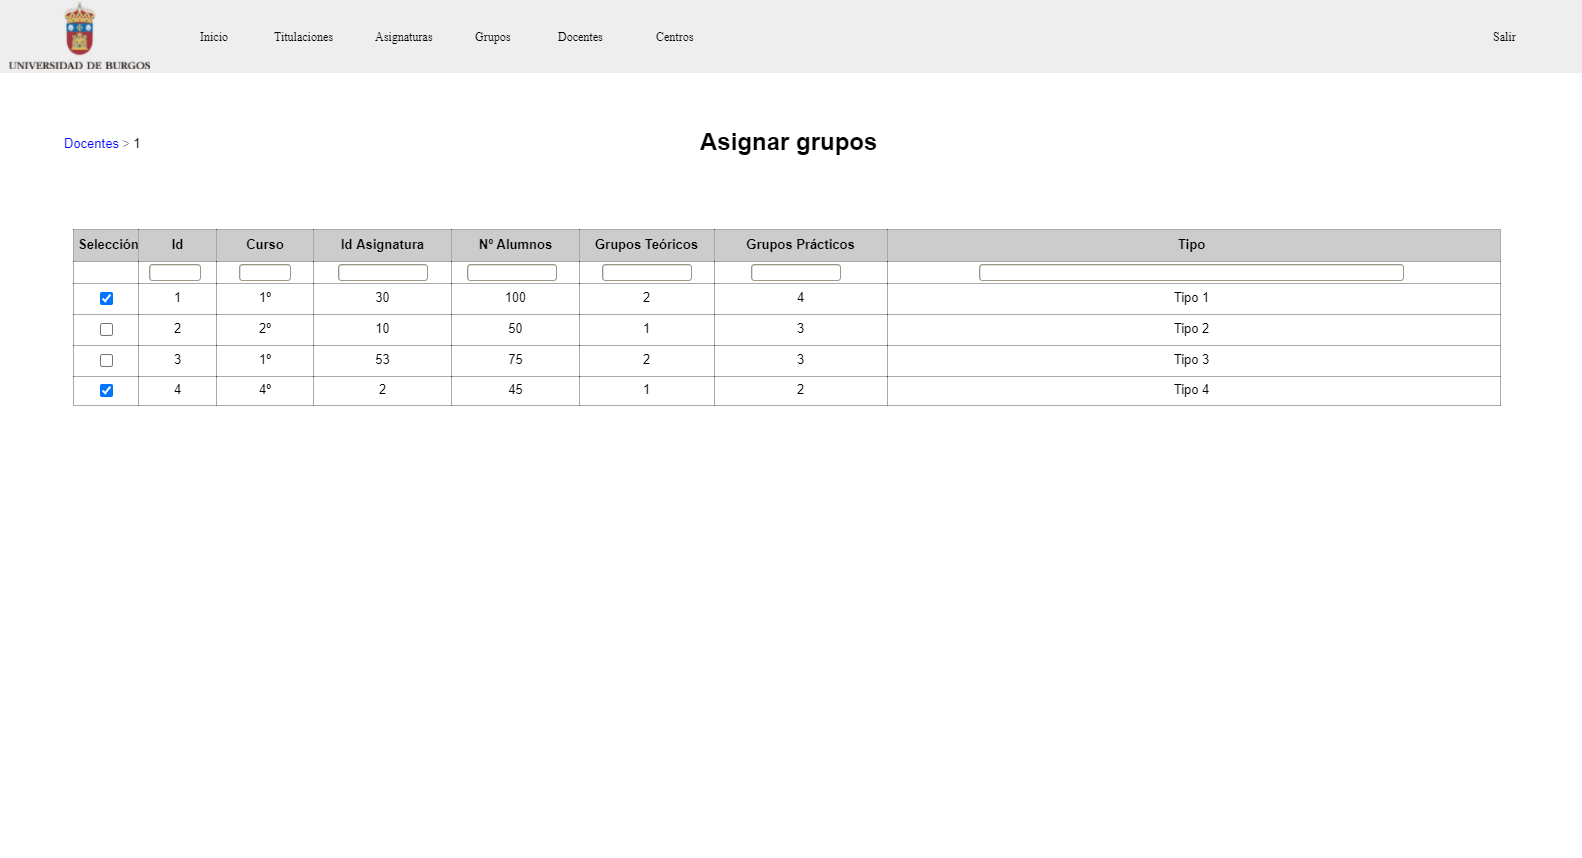 UNIVERSIDAD DE BURGOS
Inicio Titulaciones Asignaturas Grupos Docentes Centros Salir
Docentes > 1
Asignar grupos
Selección Id Curso Id Asignatura Nº Alumnos Grupos Teóricos Grupos Prácticos Tipo
1 1º 30 100 2 4 Tipo 1
2 2º 10 50 1 3 Tipo 2
3 1º 53 75 2 3 Tipo 3
4 4º 2 45 1 2 Tipo 4